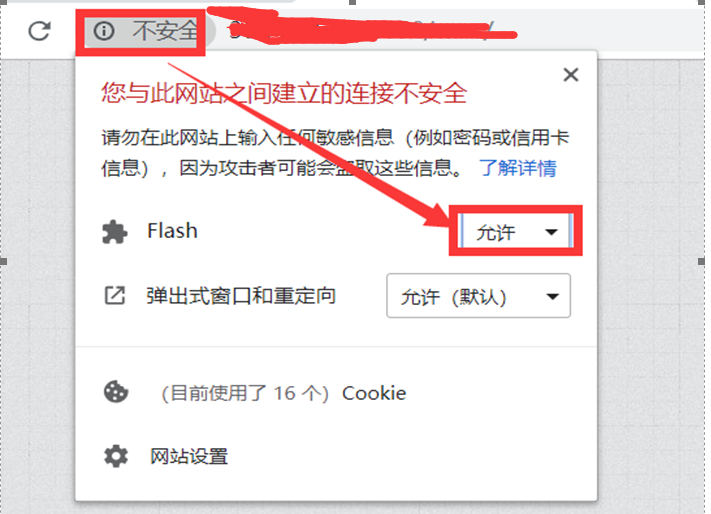 不安全
您与此网站之间建立的连接不安全
请勿在此网站上输入任何敏感信息（例如密码或信用卡
信息），因为攻击者可能会盗取这些信息。 了解详情
Flash 允许
弹出式窗口和重定向 允许（默认）
（目前使用了 16 个） Cookie
网站设置